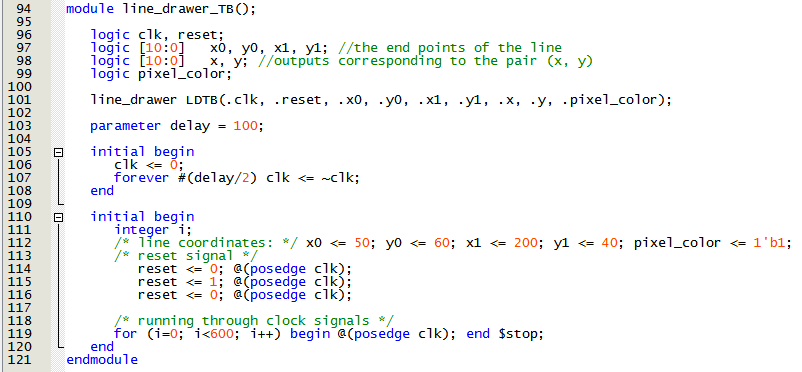 94 module line_drawer_TB();
95
96 logic clk, reset;
97 logic [10:0] x0, y0, x1, y1; //the end points of the line
98 logic [10:0] x, y; //outputs corresponding to the pair (x, y)
99 logic pixel_color;
100
101 line_drawer LDTB(.clk, .reset, .x0, .y0, .x1, .y1, .x, .y, .pixel_color);
102
103 parameter delay = 100;
104
105 initial begin
106 clk <= 0;
107 forever #(delay/2) clk <= ~clk;
108 end
109
110 initial begin
111 integer i;
112 /* line coordinates: */ x0 <= 50; y0 <= 60; x1 <= 200; y1 <= 40; pixel_color <= 1'b1;
113 /* reset signal */
114 reset <= 0; @(posedge clk);
115 reset <= 1; @(posedge clk);
116 reset <= 0; @(posedge clk);
117
118 /* running through clock signals */
119 for (i=0; i<600; i++) begin @(posedge clk); end $stop;
120 end
121 endmodule